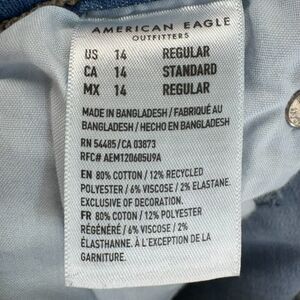 AMERICAN EAGLE
OUTFITTERS
US 14 REGULAR
CA 14 STANDARD
MX 14 REGULAR
MADE IN BANGLADESH / FABRIQUÉ AU
BANGLADESH / HECHO EN BANGLADESH
RN 54485/CA 03873
RFC# AEM120605U9A
EN 80% COTTON / 12% RECYCLED
POLYESTER / 6% VISCOSE / 2% ELASTANE.
EXCLUSIVE OF DECORATION.
FR 80% COTON / 12% POLYESTER
RÉGÉNÉRÉ / 6% VISCOSE / 2%
ÉLASTHANNE. À L'EXCEPTION DE LA
GARNITURE.